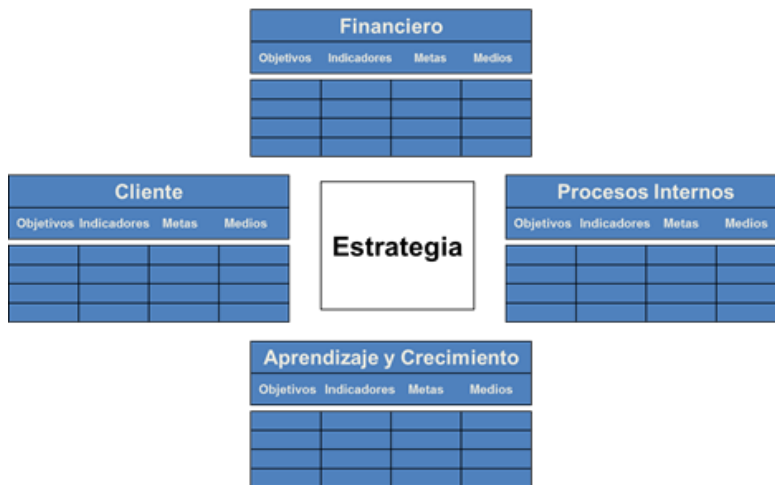 Financiero
Objetivos Indicadores Metas Medios
Cliente
Objetivos Indicadores Metas Medios
Estrategia
Procesos Internos
Objetivos Indicadores Metas Medios
Aprendizaje y Crecimiento
Objetivos Indicadores Metas Medios